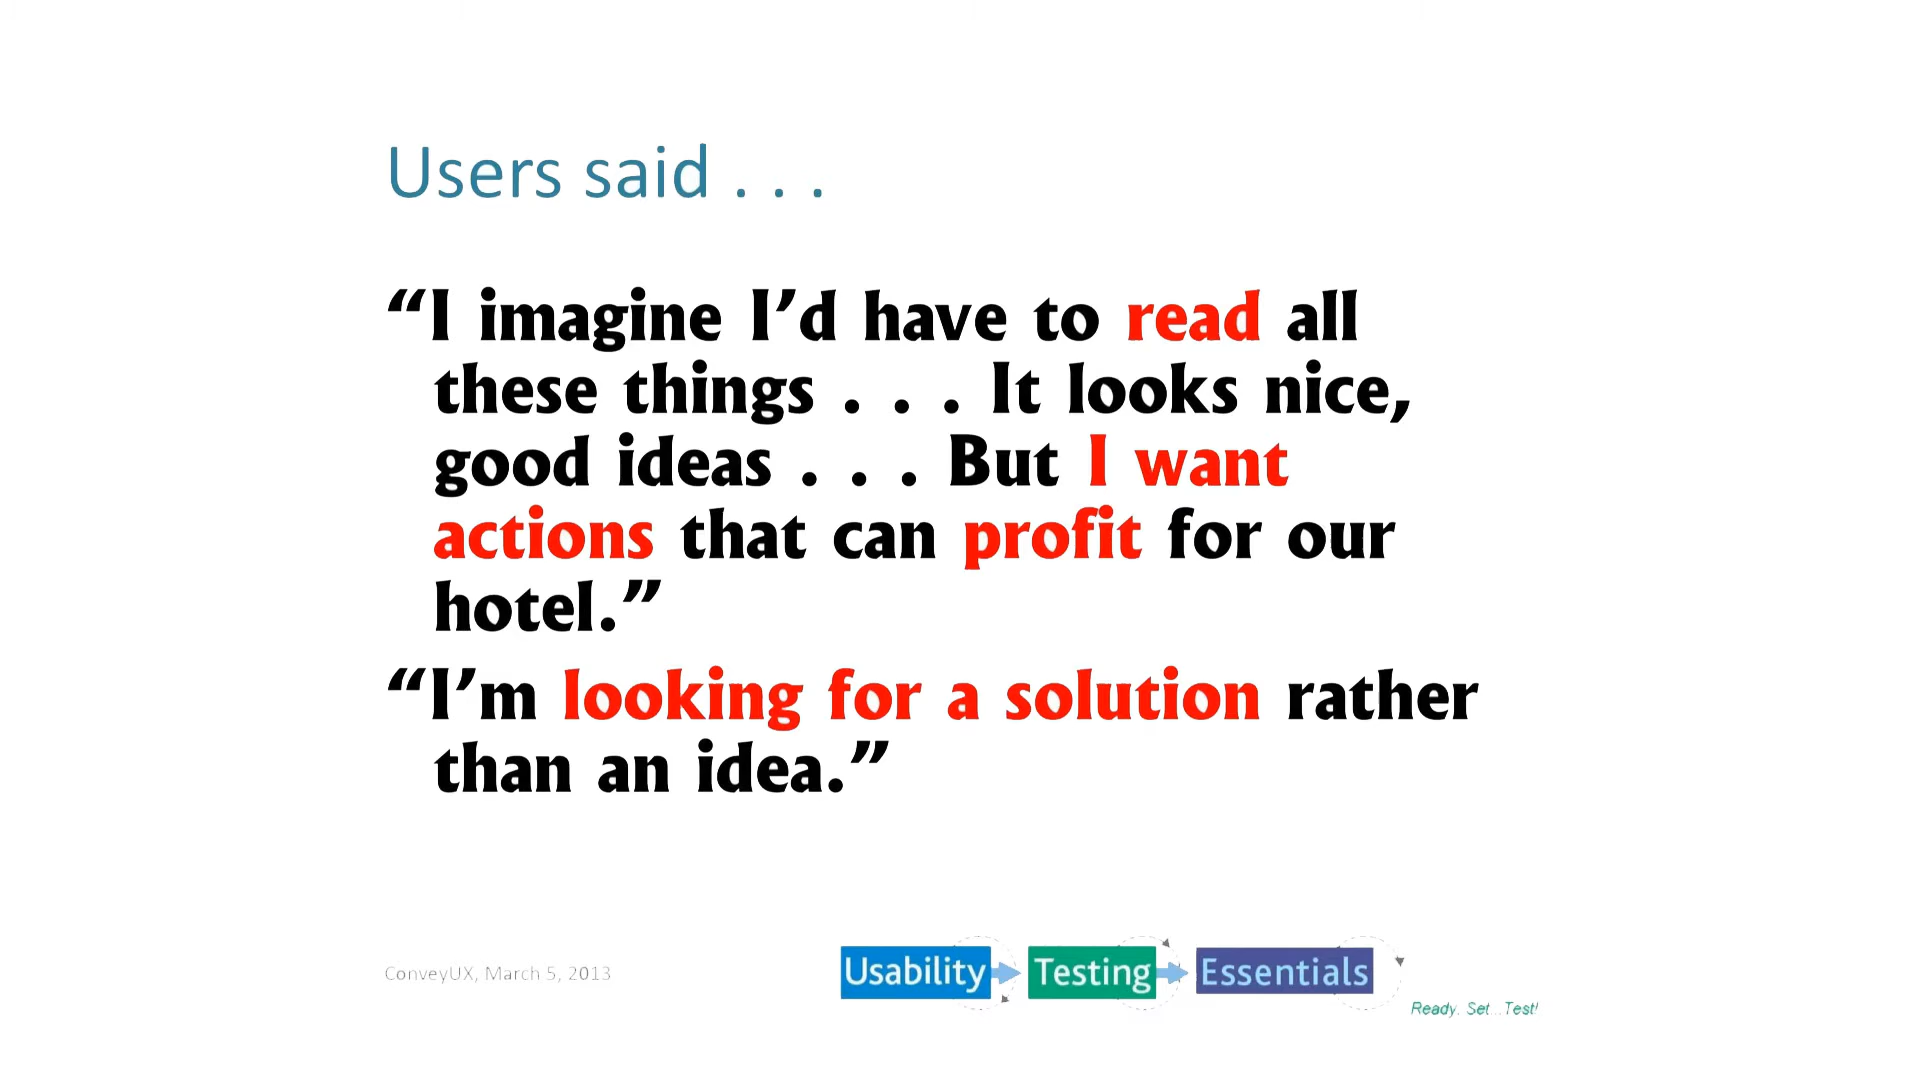 Users said . . .
“I imagine I’d have to read all
these things . . . It looks nice,
good ideas . . . But I want
actions that can profit for our
hotel.”
“I’m looking for a solution rather
than an idea.”
ConveyUX, March 5, 2013
Usability Testing Essentials
Ready. Set...Test!